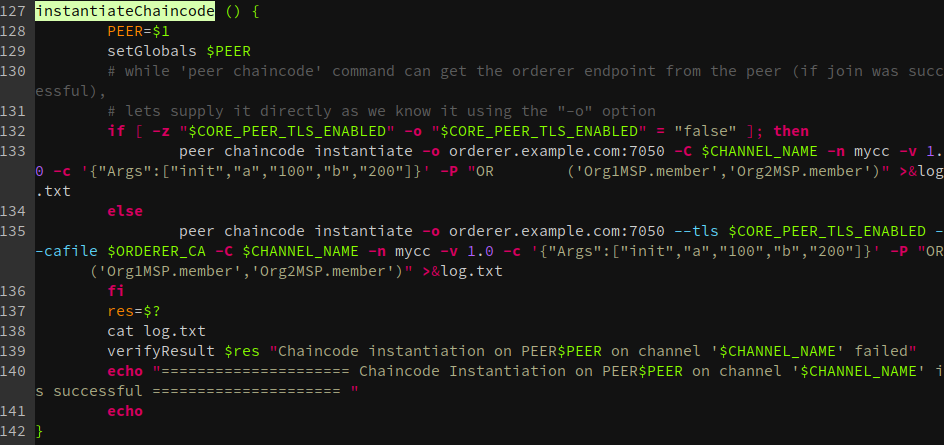 127 instantiateChaincode () {
128 PEER=$1
129 setGlobals $PEER
130 # while 'peer chaincode' command can get the orderer endpoint from the peer (if join was succ
essful),
131 # lets supply it directly as we know it using the "-o" option
132 if [ -z "$CORE_PEER_TLS_ENABLED" -o "$CORE_PEER_TLS_ENABLED" = "false" ]; then
133 peer chaincode instantiate -o orderer.example.com:7050 -C $CHANNEL_NAME -n mycc -v 1.
0 -c '{"Args":["init","a","100","b","200"]}' -P "OR ('Org1MSP.member','Org2MSP.member')" >&log
.txt
134 else
135 peer chaincode instantiate -o orderer.example.com:7050 --tls $CORE_PEER_TLS_ENABLED -
-cafile $ORDERER_CA -C $CHANNEL_NAME -n mycc -v 1.0 -c '{"Args":["init","a","100","b","200"]}' -P "OR
('Org1MSP.member','Org2MSP.member')" >&log.txt
136 fi
137 res=$?
138 cat log.txt
139 verifyResult $res "Chaincode instantiation on PEER$PEER on channel '$CHANNEL_NAME' failed"
140 echo "===================== Chaincode Instantiation on PEER$PEER on channel '$CHANNEL_NAME' i
s successful ===================== "
141 echo
142 }